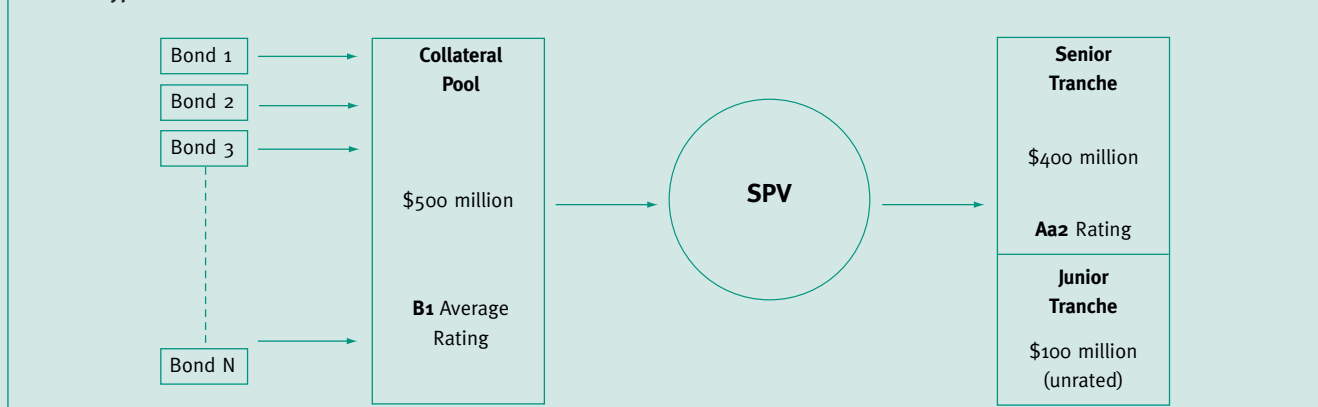 Bond 1
Bond 2
Bond 3
Bond N
Collateral
Pool
$500 million
B1 Average
Rating
SPV
Senior
Tranche
$400 million
Aa2 Rating
Junior
Tranche
$100 million
(unrated)